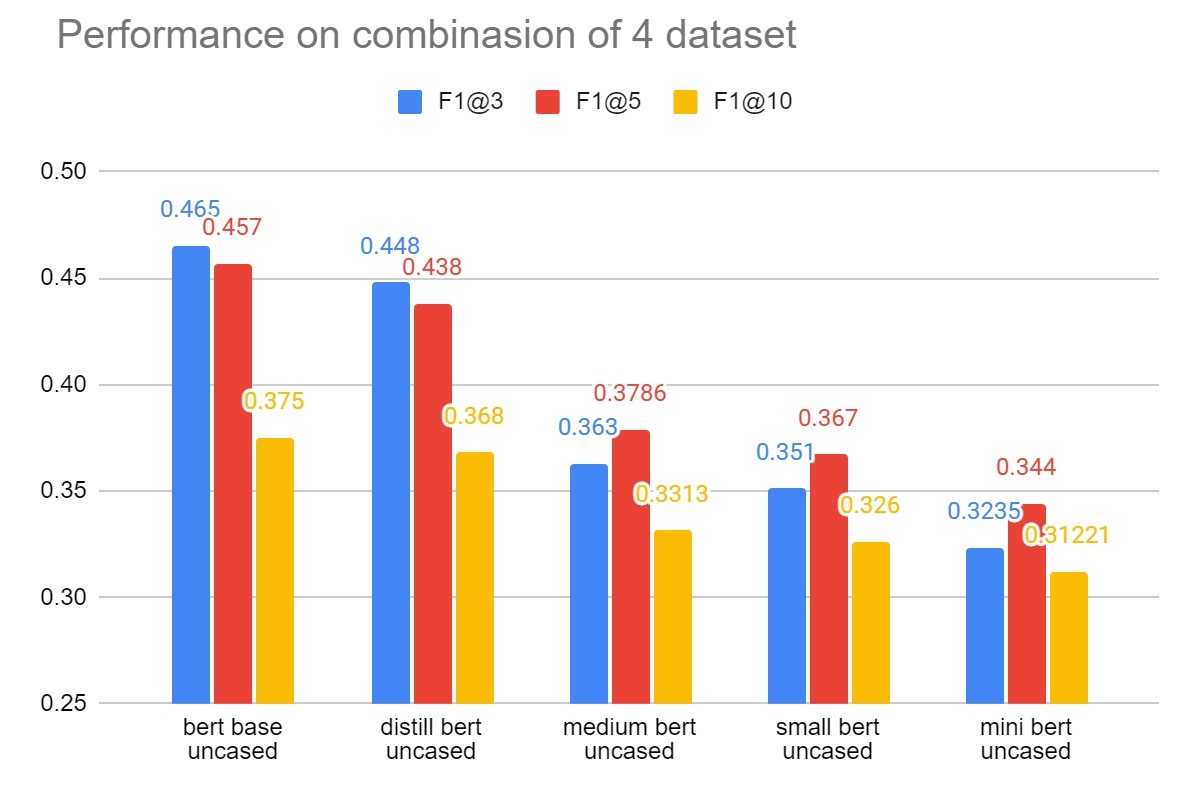 Performance on combinasion of 4 dataset
F1@3 F1@5 F1@10
0.50
0.45
0.40
0.35
0.30
0.25
0.465
0.457
0.375
0.448
0.438
0.368
0.363
0.3786
0.3313
0.351
0.367
0.326
0.3235
0.344
0.31221
bert base
uncased
distill bert
uncased
medium bert
uncased
small bert
uncased
mini bert
uncased